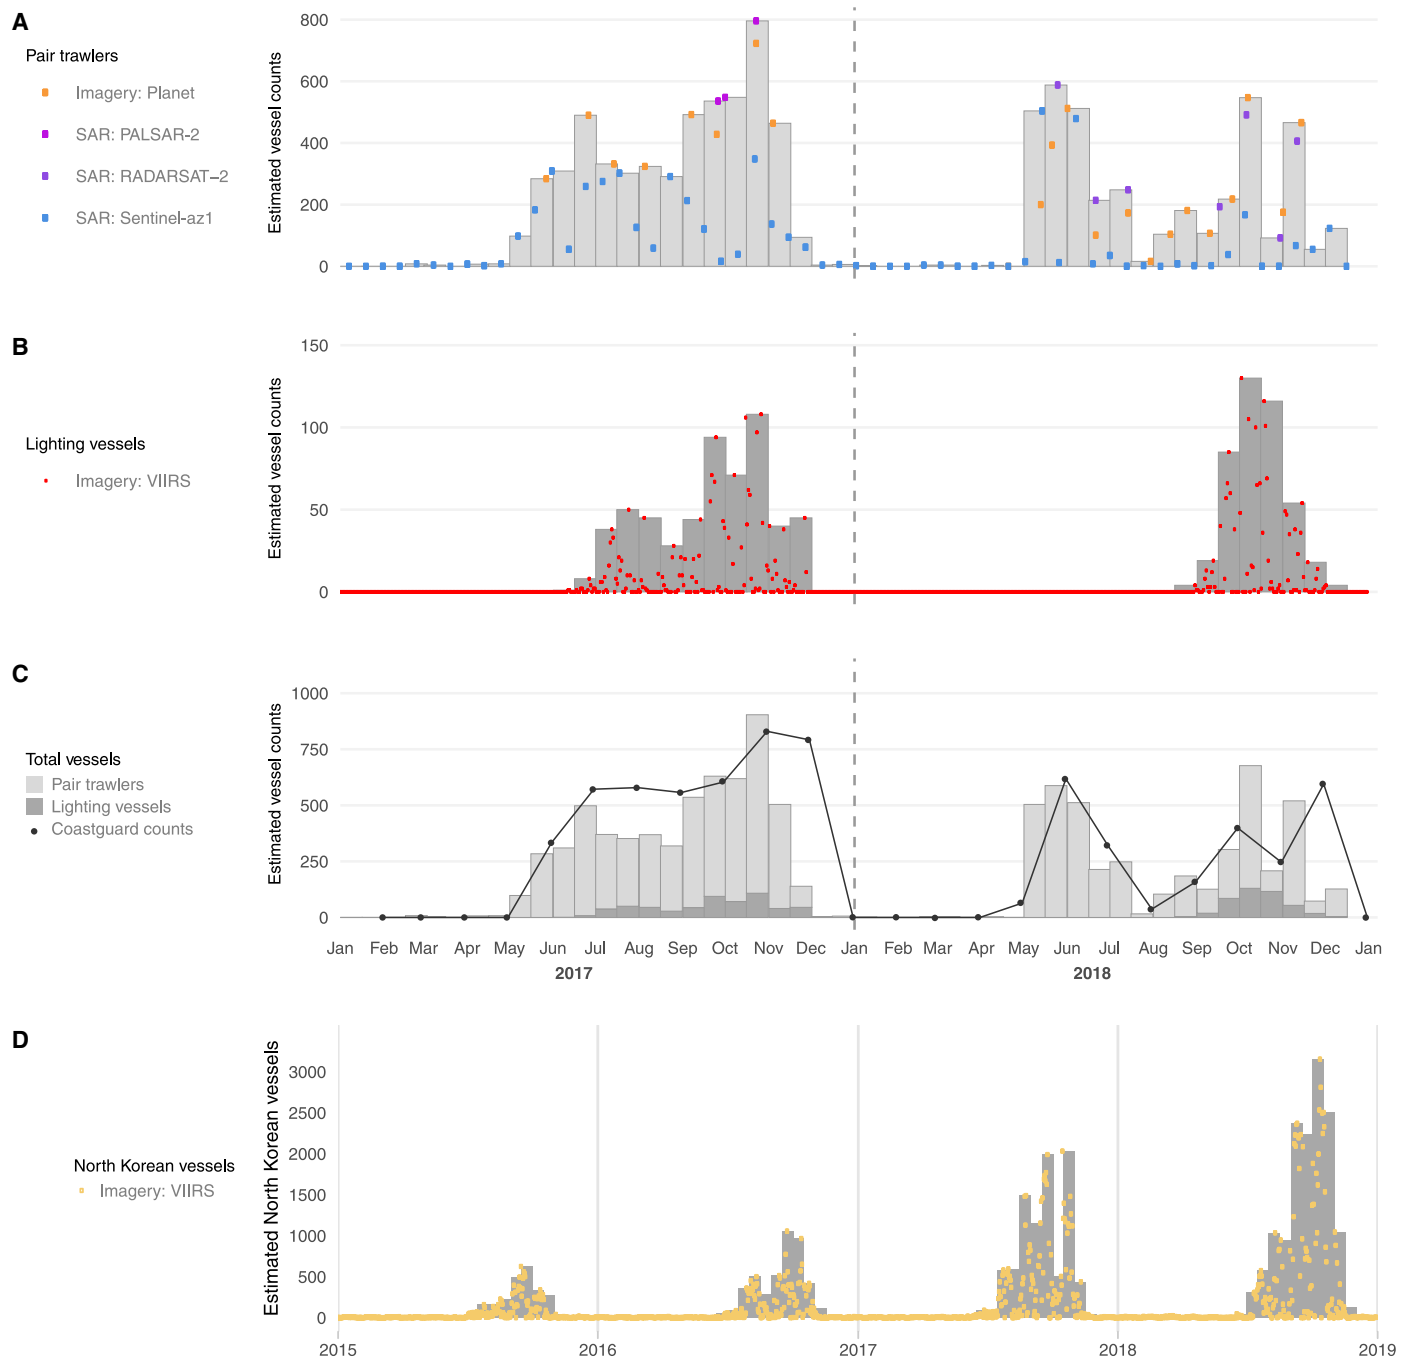 A
Pair trawlers
Imagery: Planet
SAR: PALSAR-2
SAR: RADARSAT–2
SAR: Sentinel-az1
Estimated vessel counts
800
600
400
200
0
B
Lighting vessels
Imagery: VIIRS
Estimated vessel counts
150
100
50
0
C
Total vessels
Pair trawlers
Lighting vessels
Coastguard counts
Estimated vessel counts
1000
750
500
250
0
Jan Feb Mar Apr May Jun Jul Aug Sep Oct Nov Dec Jan Feb Mar Apr May Jun Jul Aug Sep Oct Nov Dec Jan
2017 2018
D
North Korean vessels
Imagery: VIIRS
Estimated North Korean vessels
3000
2500
2000
1500
1000
500
0
2015 2016 2017 2018 2019